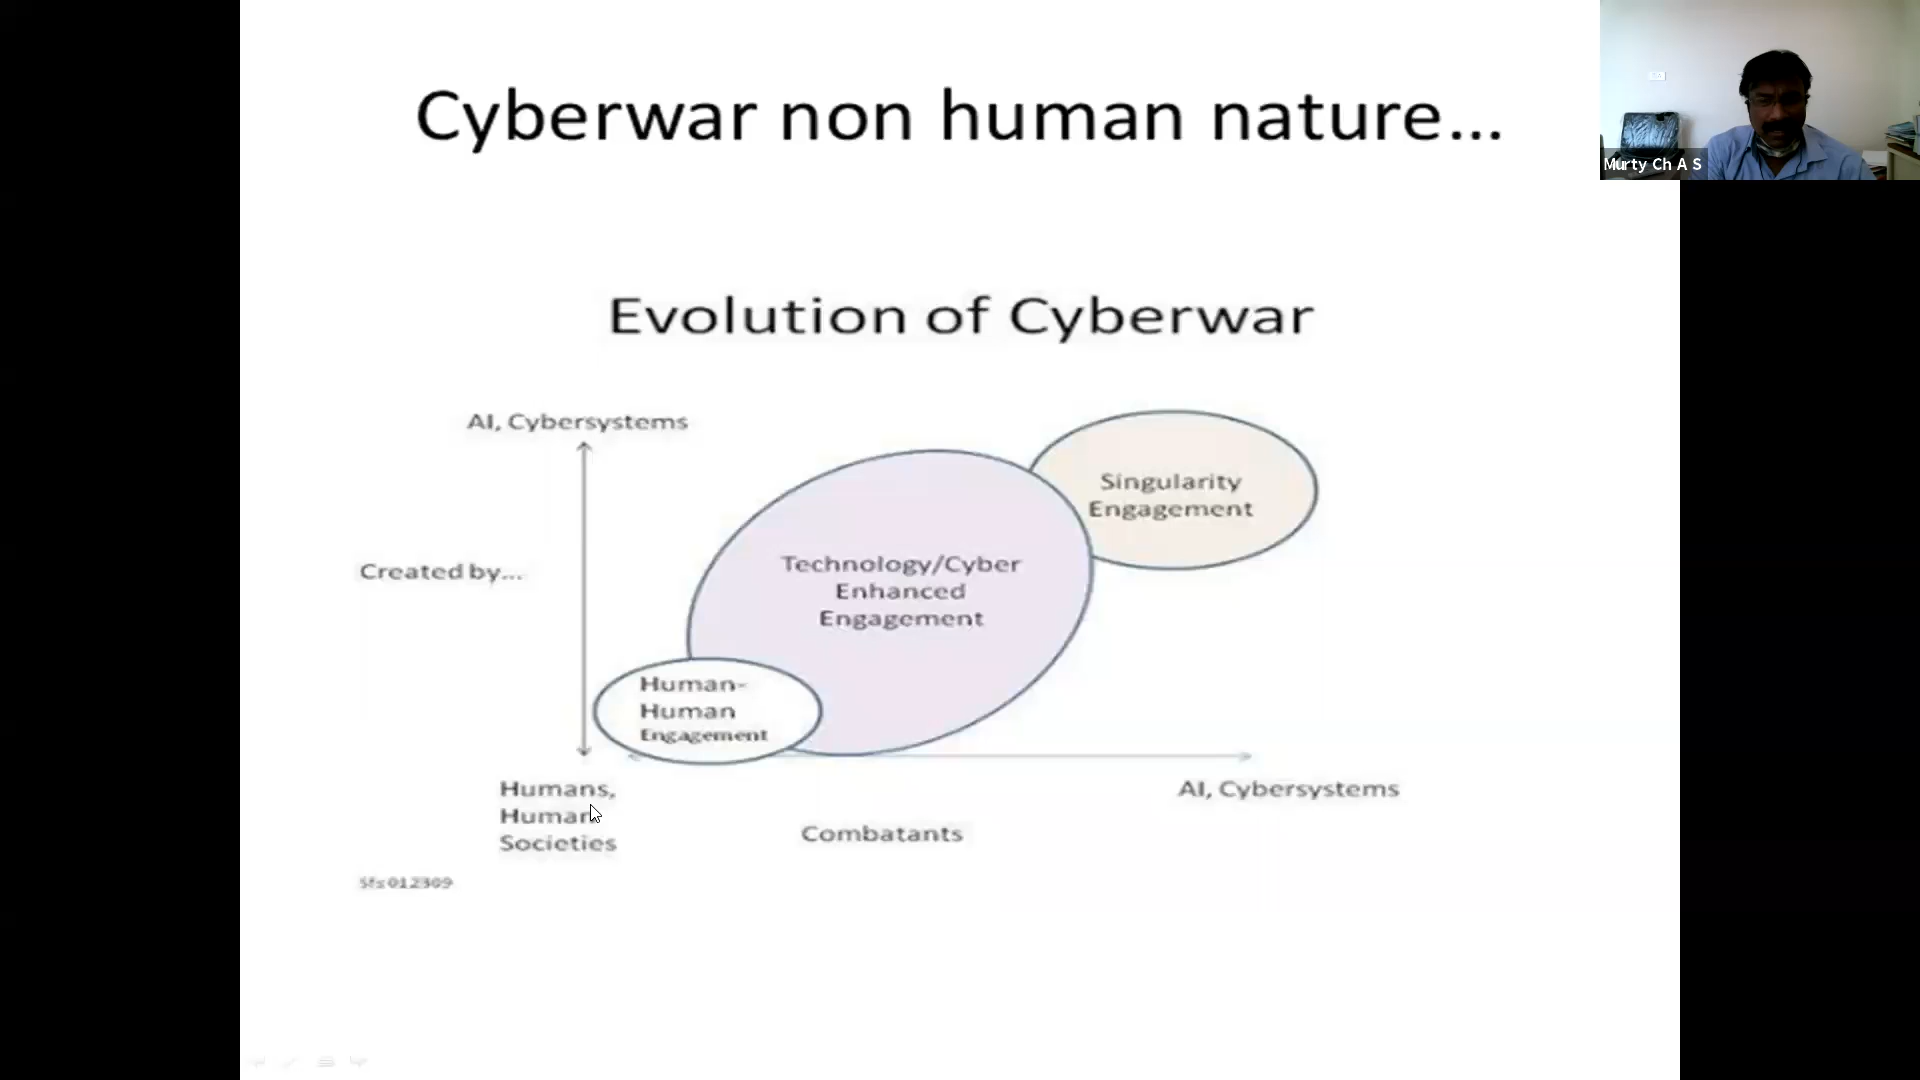 Cyberwar non human nature...
Murty Ch A S
Evolution of Cyberwar
AI, Cybersystems
Singularity
Engagement
Technology/Cyber
Enhanced
Engagement
Created by...
Human-
Human
Engagement
Humans,
Human
Societies
AI, Cybersystems
Combatants
Sfs012309